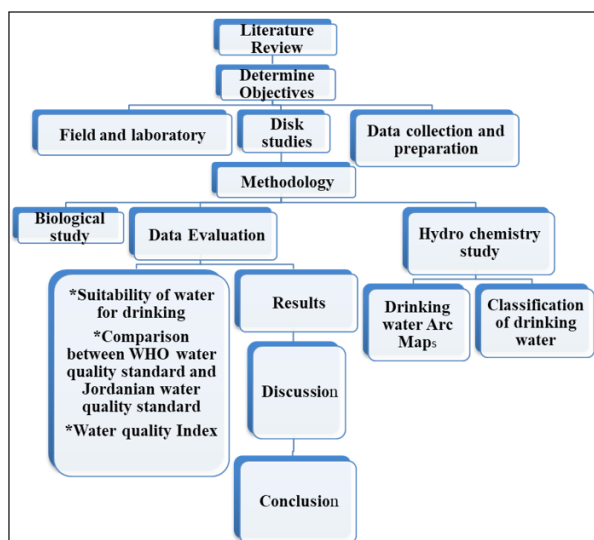 Literature
Review
Determine
Objectives
Field and laboratory
Disk
studies
Data collection and
preparation
Methodology
Biological
study
Data Evaluation
Hydro chemistry
study
*Suitability of water
for drinking
*Comparison
between WHO water
quality standard and
Jordanian water
quality standard
*Water quality Index
Results
Drinking
water Arc
Maps
Classification
of drinking
water
Discussion
Conclusion